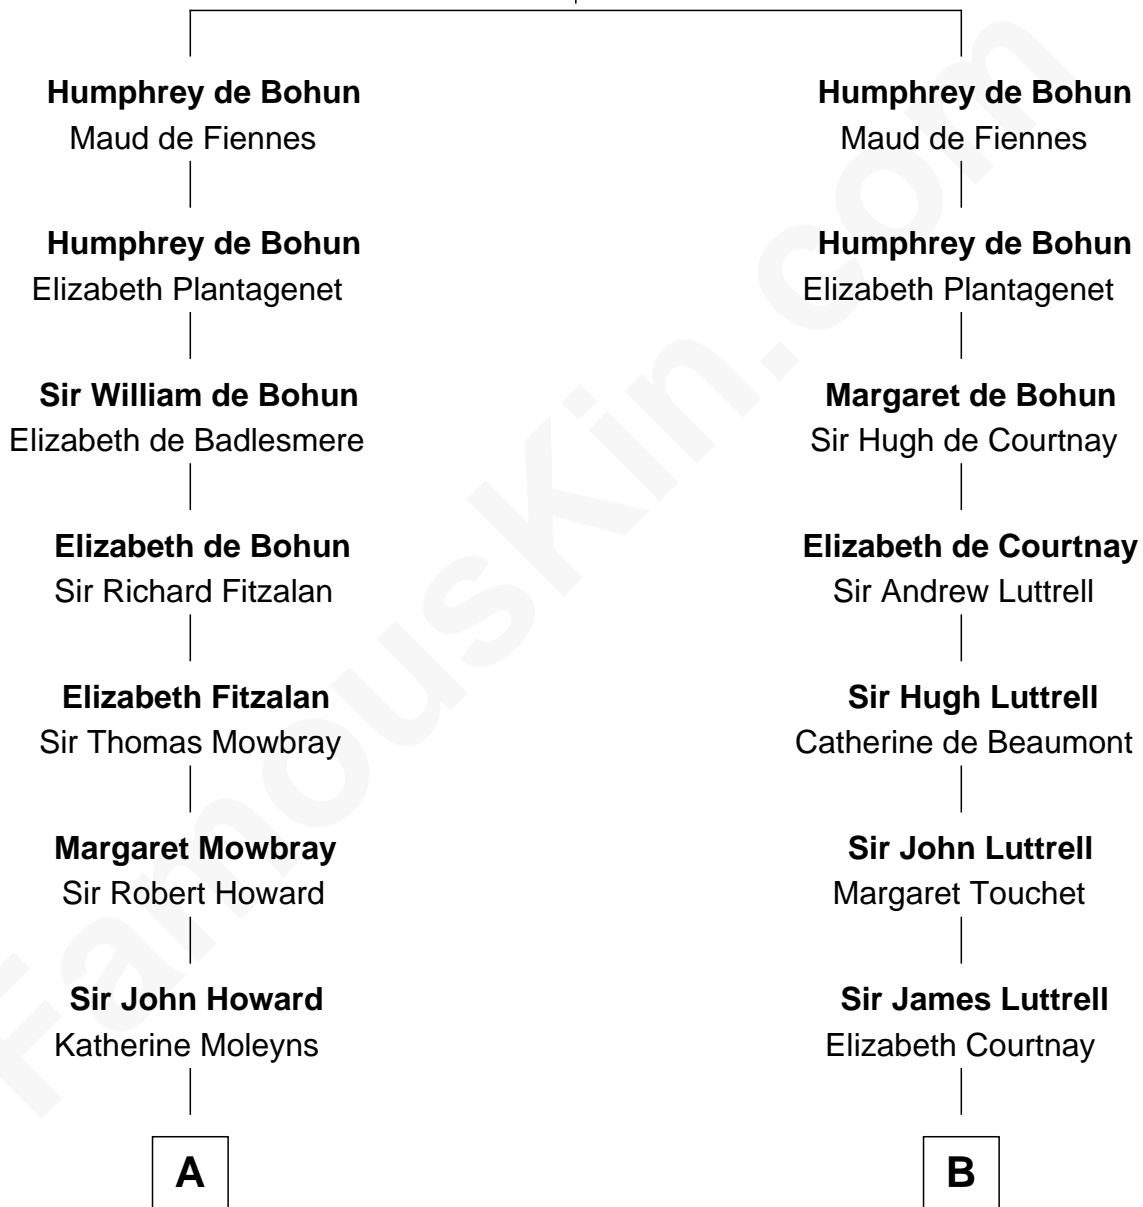 Humphrey de Bohun
Maud de Fiennes
Humphrey de Bohun
Elizabeth Plantagenet
Sir William de Bohun
Elizabeth de Badlesmere
Elizabeth de Bohun
Sir Richard Fitzalan
Elizabeth Fitzalan
Sir Thomas Mowbray
Margaret Mowbray
Sir Robert Howard
Sir John Howard
Katherine Moleyns
A
Humphrey de Bohun
Maud de Fiennes
Humphrey de Bohun
Elizabeth Plantagenet
Margaret de Bohun
Sir Hugh de Courtnay
Elizabeth de Courtnay
Sir Andrew Luttrell
Sir Hugh Luttrell
Catherine de Beaumont
Sir John Luttrell
Margaret Touchet
Sir James Luttrell
Elizabeth Courtnay
B
FamousKin.com